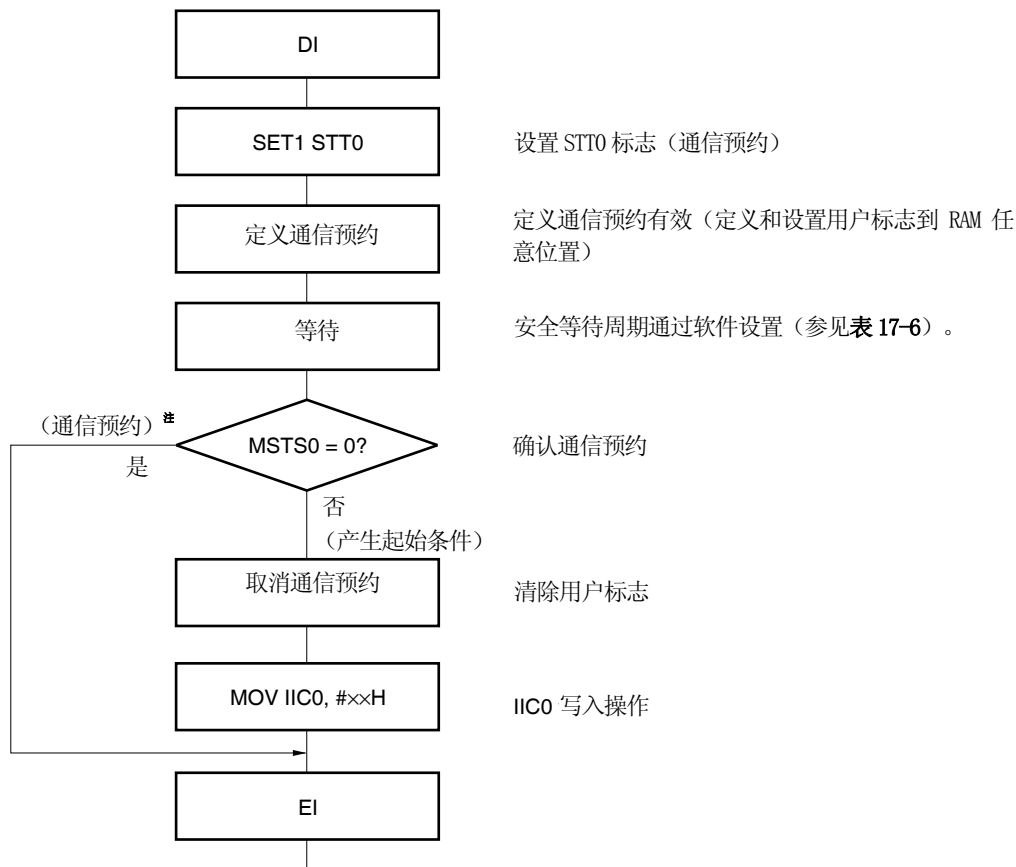 DI
SET1 STT0
设置 STT0 标志（通信预约）
定义通信预约
定义通信预约有效（定义和设置用户标志到 RAM 任
意位置）
等待
安全等待周期通过软件设置（参见表 17-6）。
（通信预约）注
MSTS0 = 0?
确认通信预约
是
否
（产生起始条件）
取消通信预约
清除用户标志
MOV IIC0, #××H
IIC0 写入操作
EI